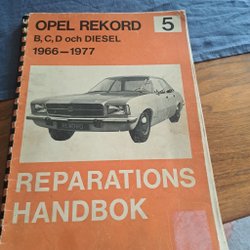 OPEL REKORD 5
B, C, D och DIESEL
1966—1977
REPARATIONS
HANDBOK